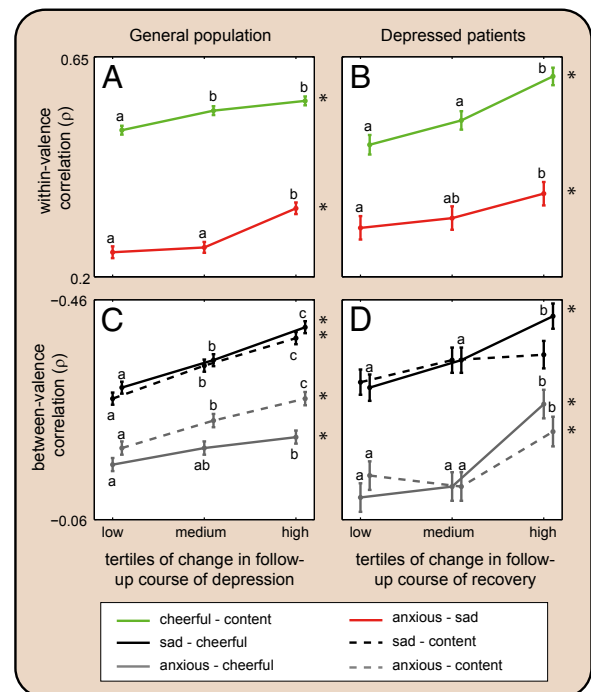 General population
Depressed patients
A
B
0.65
within-valence
correlation (ρ)
0.2
a
b
b
*
a
a
b
*
a
a
b
*
a
ab
b
*
C
D
−0.46
between-valence
correlation (ρ)
−0.06
a
b
c
*
*
a
b
c
a
b
c
*
a
ab
b
*
a
a
b
*
b
*
a
a
a
b
*
low
medium
high
low
medium
high
tertiles of change in follow-
up course of depression
tertiles of change in follow-
up course of recovery
cheerful - content
anxious - sad
sad - cheerful
sad - content
anxious - cheerful
anxious - content